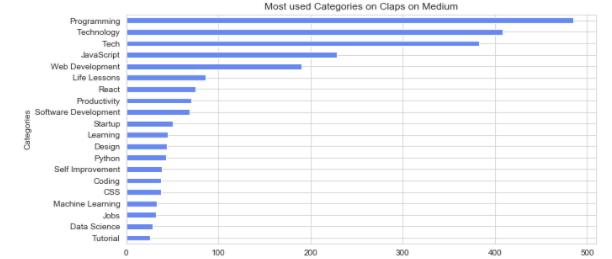 Most used Categories on Claps on Medium
Programming
Technology
Tech
JavaScript
Web Development
Life Lessons
React
Productivity
Software Development
Startup
Learning
Design
Python
Self Improvement
Coding
CSS
Machine Learning
Jobs
Data Science
Tutorial
Categories
0 100 200 300 400 500